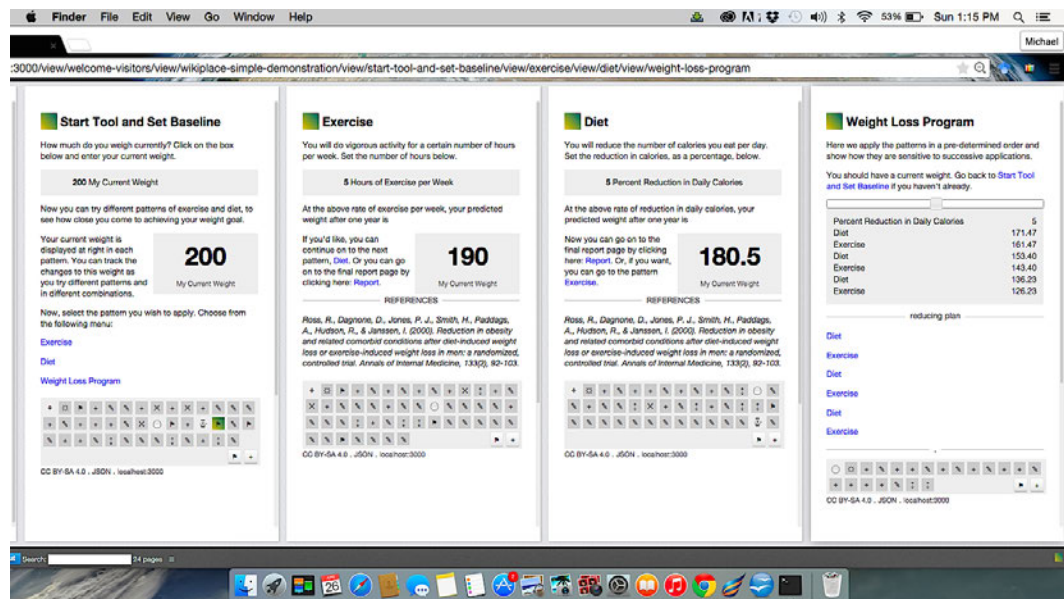 Finder File Edit View Go Window Help
53% Sun 1:15 PM
Michael
:3000/view/welcome-visitors/view/wikiplace-simple-demonstration/view/start-tool-and-set-baseline/view/exercise/view/diet/view/weight-loss-program
Start Tool and Set Baseline
How much do you weigh currently? Click on the box
below and enter your current weight.
200 My Current Weight
Now you can try different patterns of exercise and diet, to
see how close you come to achieving your weight goal.
Your current weight is
displayed at right in each
pattern. You can track the
changes to this weight as
you try different patterns and
in different combinations.
200
My Current Weight
Now, select the pattern you wish to apply. Choose from
the following menu:
Exercise
Diet
Weight Loss Program
CC BY-SA 4.0 . JSON . localhost:3000
Exercise
You will do vigorous activity for a certain number of hours
per week. Set the number of hours below.
5 Hours of Exercise per Week
At the above rate of exercise per week, your predicted
weight after one year is
If you'd like, you can
continue on to the next
pattern, Diet. Or you can go
on to the final report page by
clicking here: Report.
190
My Current Weight
REFERENCES
Ross, R., Dagnone, D., Jones, P. J., Smith, H., Paddags,
A., Hudson, R., & Janssen, I. (2000). Reduction in obesity
and related comorbid conditions after diet-induced weight
loss or exercise-induced weight loss in men: a randomized,
controlled trial. Annals of Internal Medicine, 133(2), 92-103.
CC BY-SA 4.0 . JSON . localhost:3000
Diet
You will reduce the number of calories you eat per day.
Set the reduction in calories, as a percentage, below.
5 Percent Reduction in Daily Calories
At the above rate of reduction in daily calories, your
predicted weight after one year is
Now you can go on to the
final report page by clicking
here: Report. Or, if you want,
you can go to the pattern
Exercise.
180.5
My Current Weight
REFERENCES
Ross, R., Dagnone, D., Jones, P. J., Smith, H., Paddags,
A., Hudson, R., & Janssen, I. (2000). Reduction in obesity
and related comorbid conditions after diet-induced weight
loss or exercise-induced weight loss in men: a randomized,
controlled trial. Annals of Internal Medicine, 133(2), 92-103.
CC BY-SA 4.0 . JSON . localhost:3000
Weight Loss Program
Here we apply the patterns in a pre-determined order and
show how they are sensitive to successive applications.
You should have a current weight. Go back to Start Tool
and Set Baseline if you haven't already.
Percent Reduction in Daily Calories 5
Diet 171.47
Exercise 161.47
Diet 153.40
Exercise 143.40
Diet 136.23
Exercise 126.23
reducing plan
Diet
Exercise
Diet
Exercise
Diet
Exercise
CC BY-SA 4.0 . JSON . localhost:3000
Search: 34 pages
APR
26